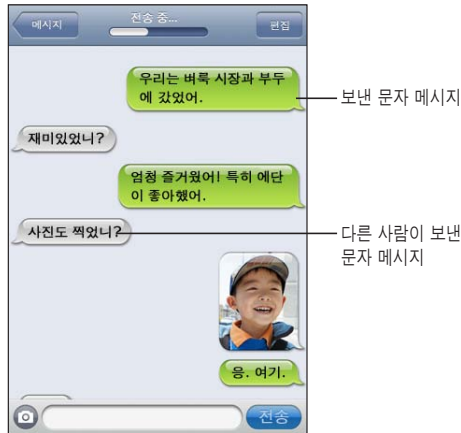 메시지
전송 중...
편집
우리는 벼룩 시장과 부두
에 갔었어.
보낸 문자 메시지
재미있었니?
엄청 즐거웠어! 특히 에단
이 좋아했어.
사진도 찍었니?
다른 사람이 보낸
문자 메시지
응. 여기.
전송